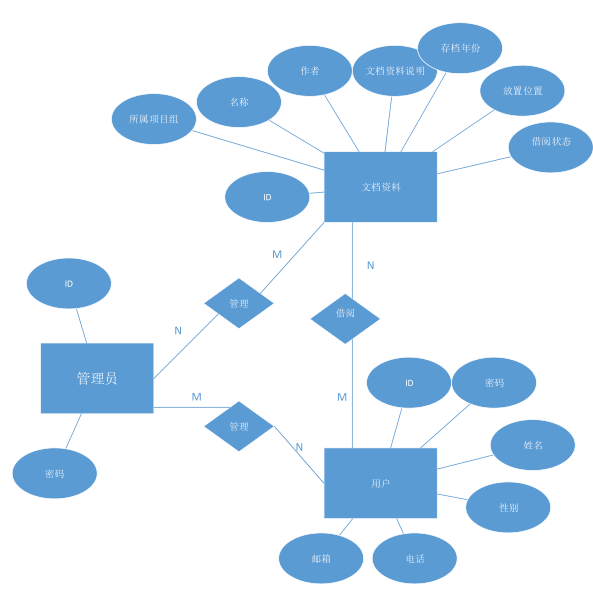 存档年份
作者
文档资料说明
放置位置
名称
所属项目组
借阅状态
文档资料
ID
M
N
ID
管理
借阅
N
管理员
M
M
ID
密码
管理
N
姓名
密码
用户
性别
邮箱
电话